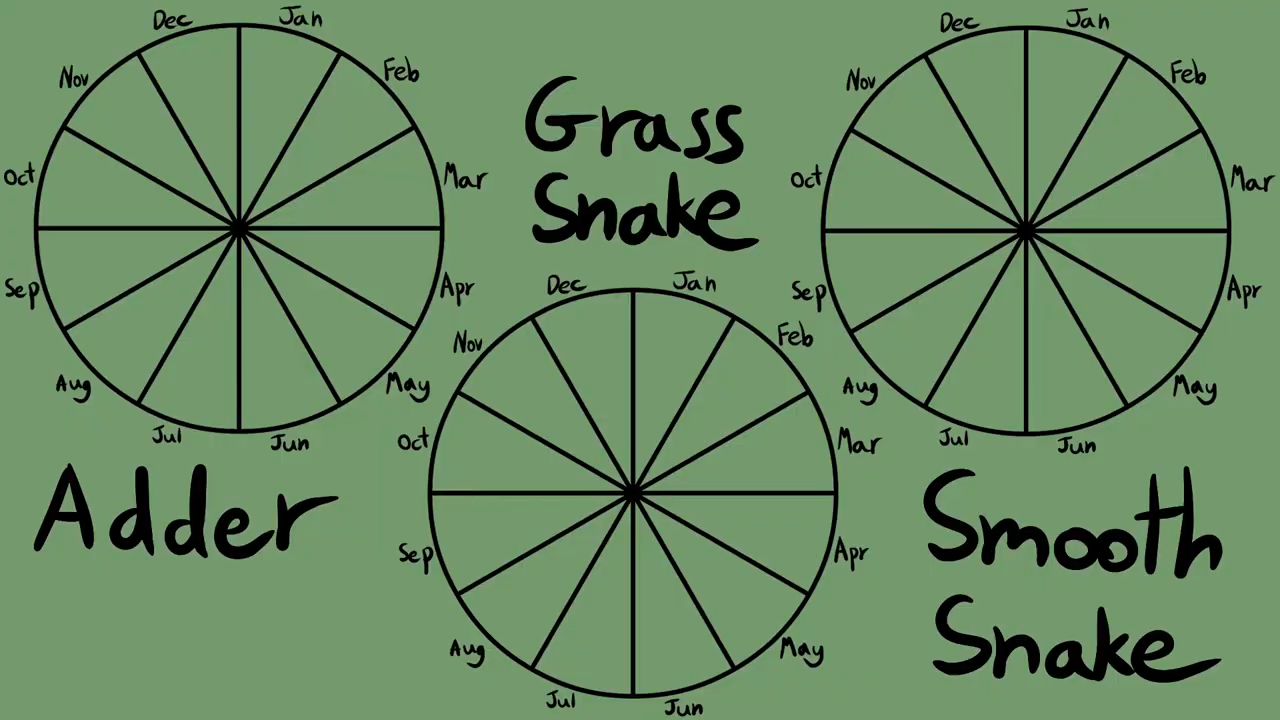 Dec Jan
Nov Feb
Oct Mar
Sep Apr
Aug May
Jul Jun
Adder
Grass
Snake
Dec Jan
Nov Feb
Oct Mar
Sep Apr
Aug May
Jul Jun
Dec Jan
Nov Feb
Oct Mar
Sep Apr
Aug May
Jul Jun
Smooth
Snake